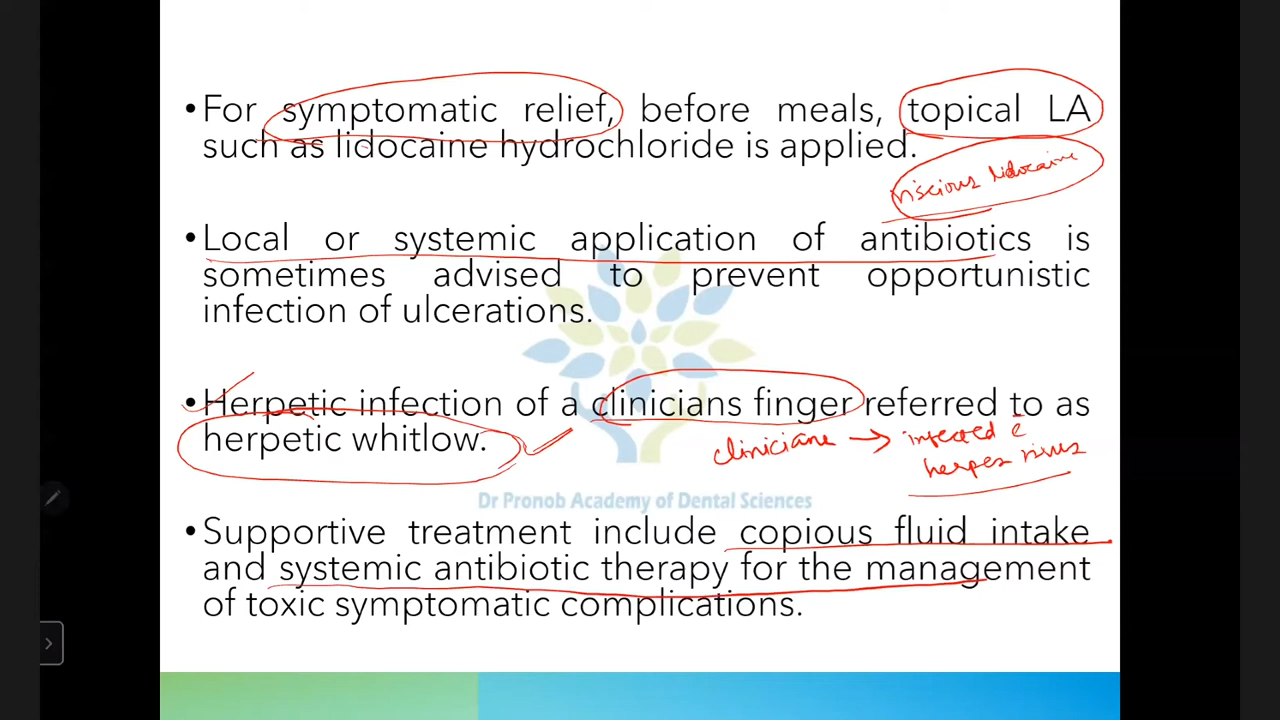 •For symptomatic relief, before meals, topical LA
such as lidocaine hydrochloride is applied.
viscious lidocaine
•Local or systemic application of antibiotics is
sometimes advised to prevent opportunistic
infection of ulcerations.
•Herpetic infection of a clinicians finger referred to as
herpetic whitlow.
clinicians → infected c̄
herpes virus
Dr Pronob Academy of Dental Sciences
•Supportive treatment include copious fluid intake
and systemic antibiotic therapy for the management
of toxic symptomatic complications.